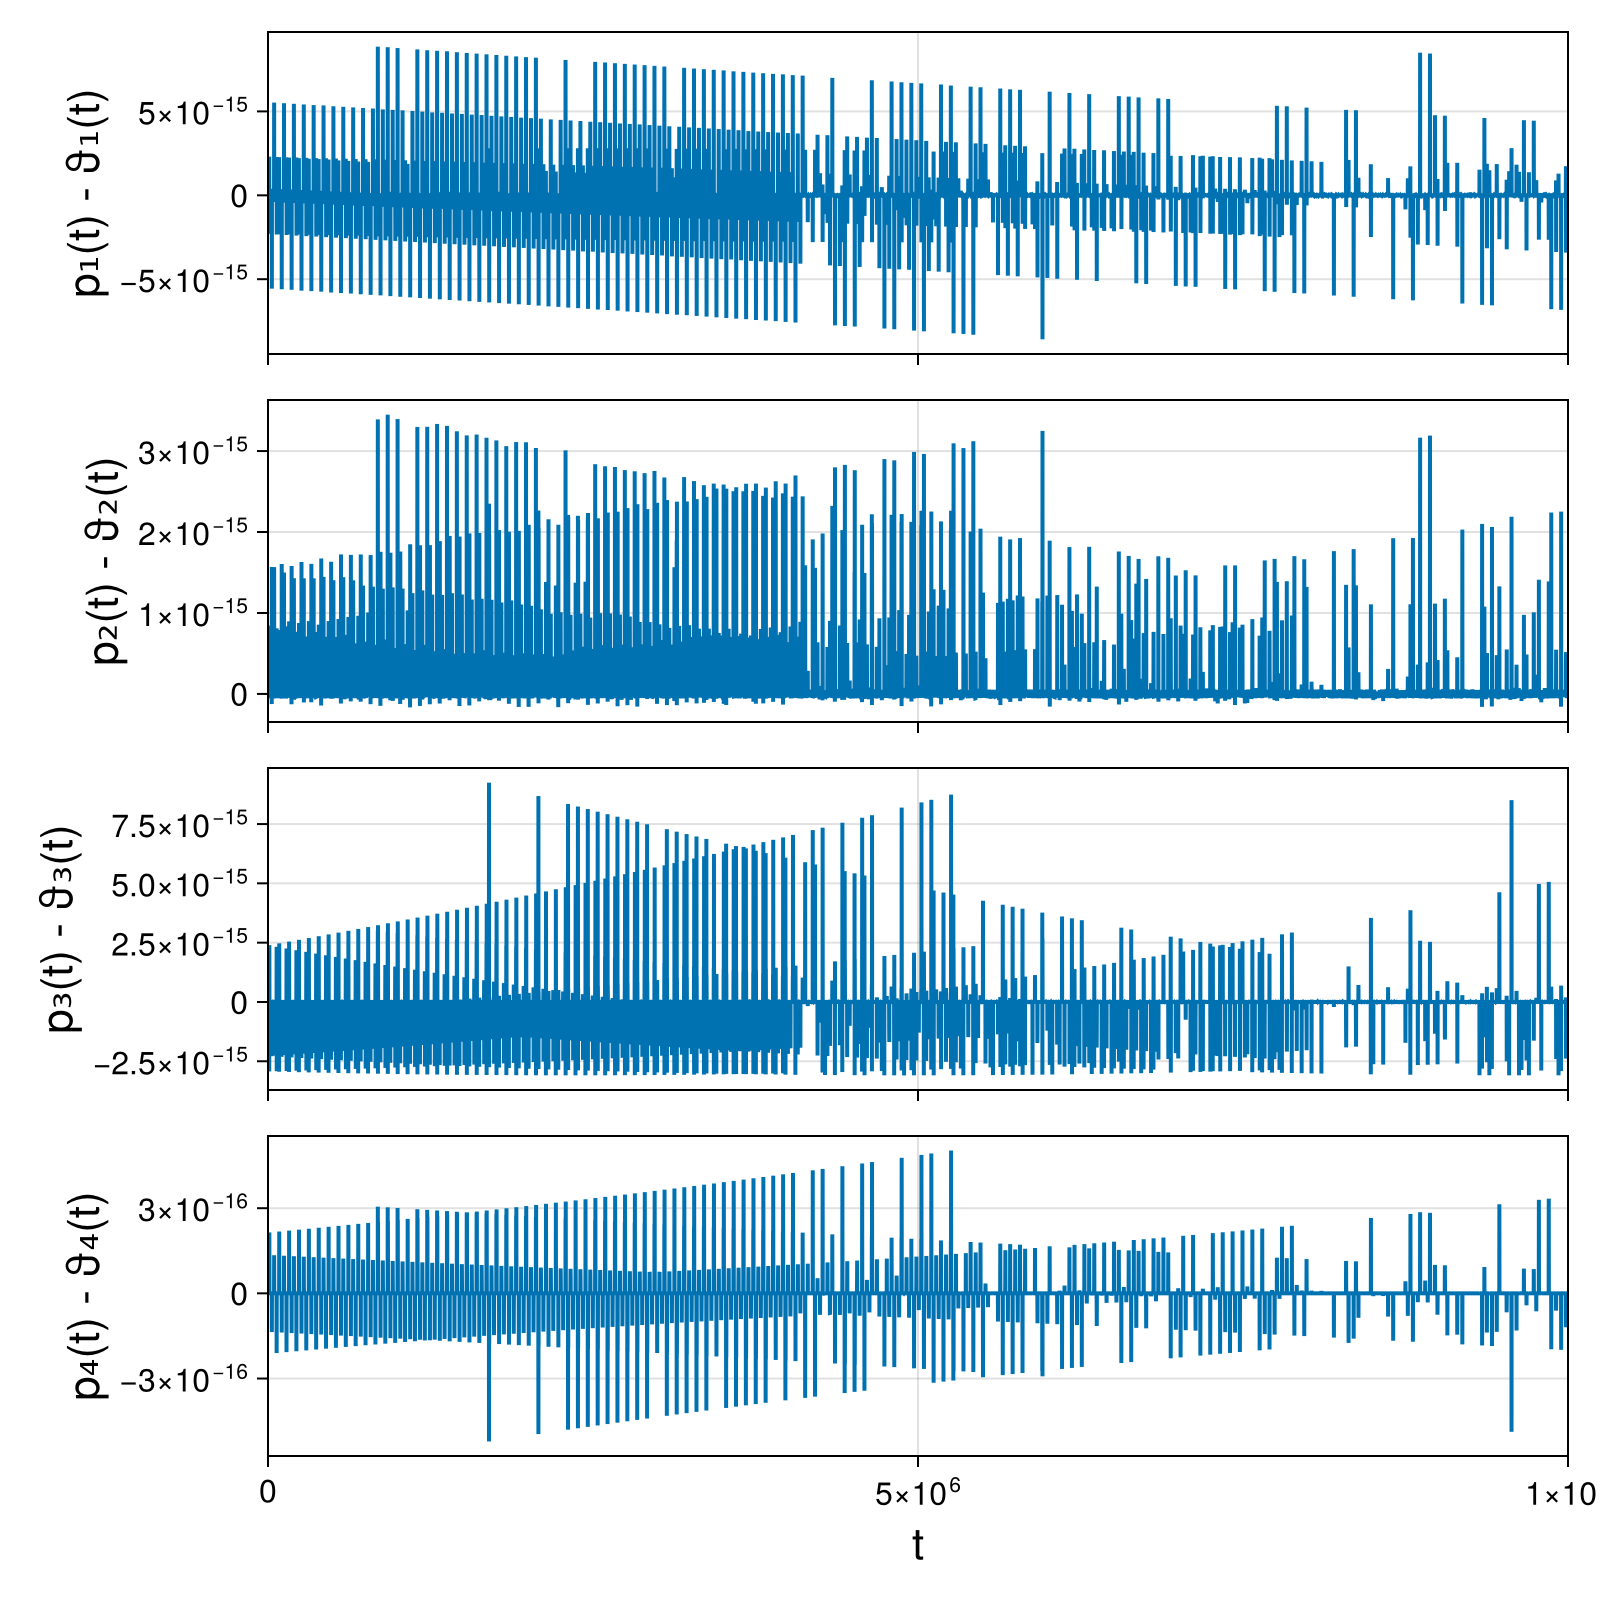 p₁(t) - ϑ₁(t)
5×10⁻¹⁵
0
−5×10⁻¹⁵
p₂(t) - ϑ₂(t)
3×10⁻¹⁵
2×10⁻¹⁵
1×10⁻¹⁵
0
p₃(t) - ϑ₃(t)
7.5×10⁻¹⁵
5.0×10⁻¹⁵
2.5×10⁻¹⁵
0
−2.5×10⁻¹⁵
p₄(t) - ϑ₄(t)
3×10⁻¹⁶
0
−3×10⁻¹⁶
0 5×10⁶ 1×10
t